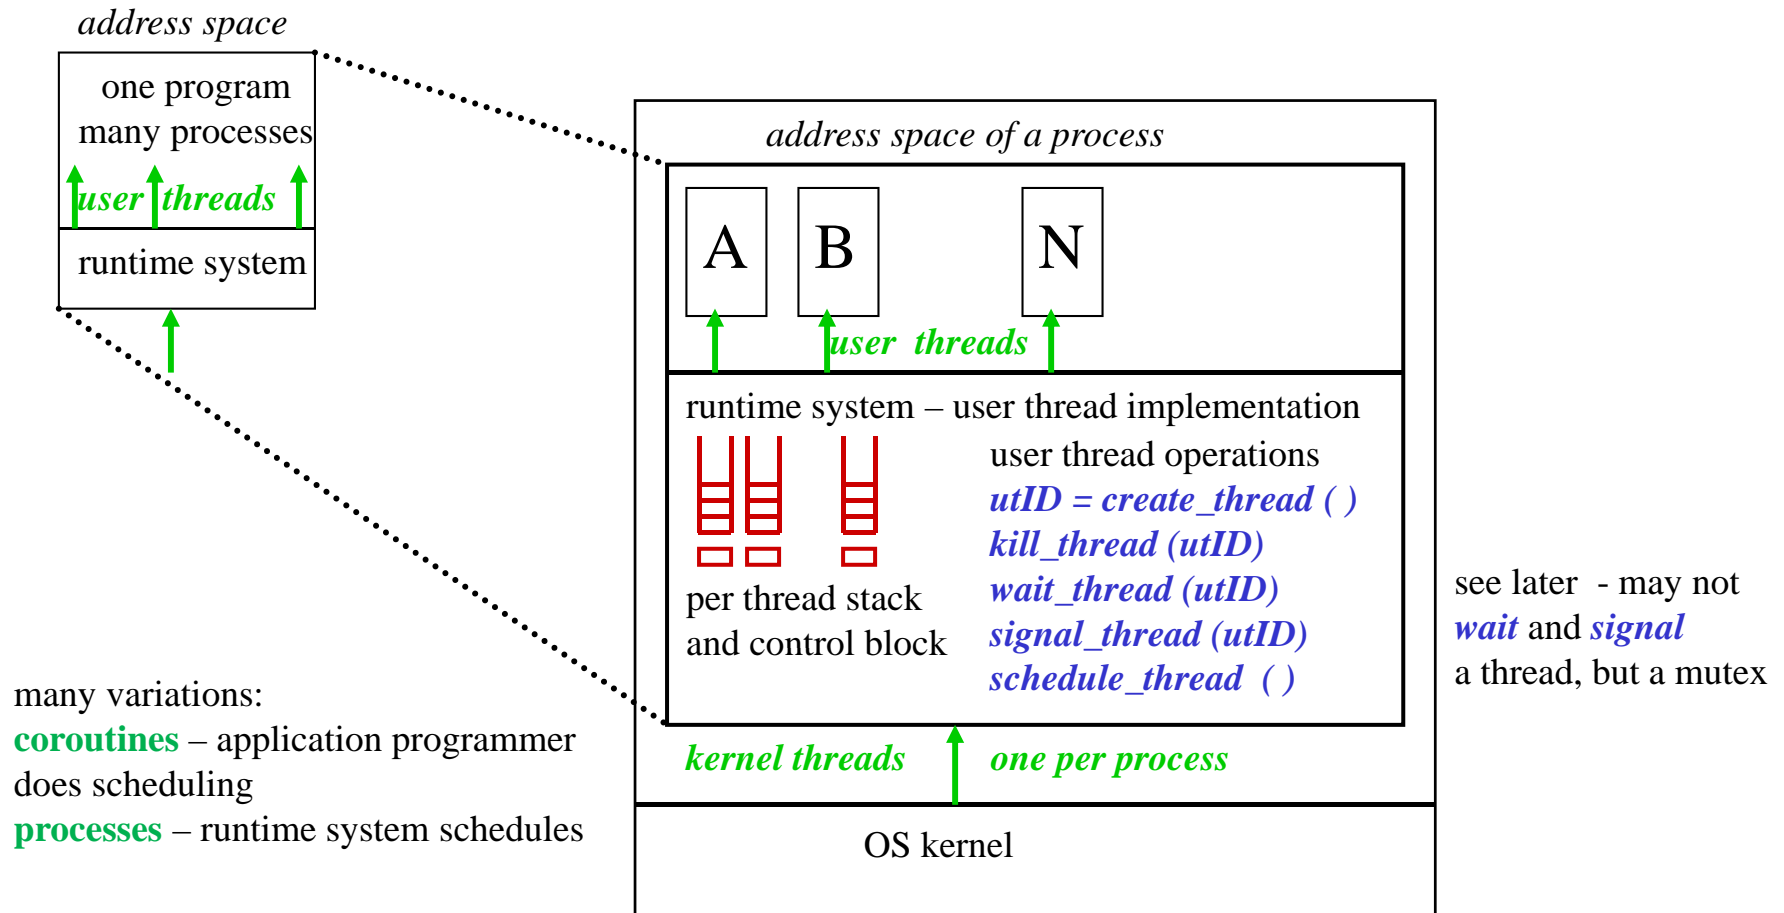 address space
one program
many processes
user threads
runtime system
address space of a process
A B N
user threads
runtime system – user thread implementation
user thread operations
utID = create_thread ( )
kill_thread (utID)
wait_thread (utID)
signal_thread (utID)
schedule_thread ( )
per thread stack
and control block
kernel threads one per process
OS kernel
see later - may not
wait and signal
a thread, but a mutex
many variations:
coroutines – application programmer
does scheduling
processes – runtime system schedules